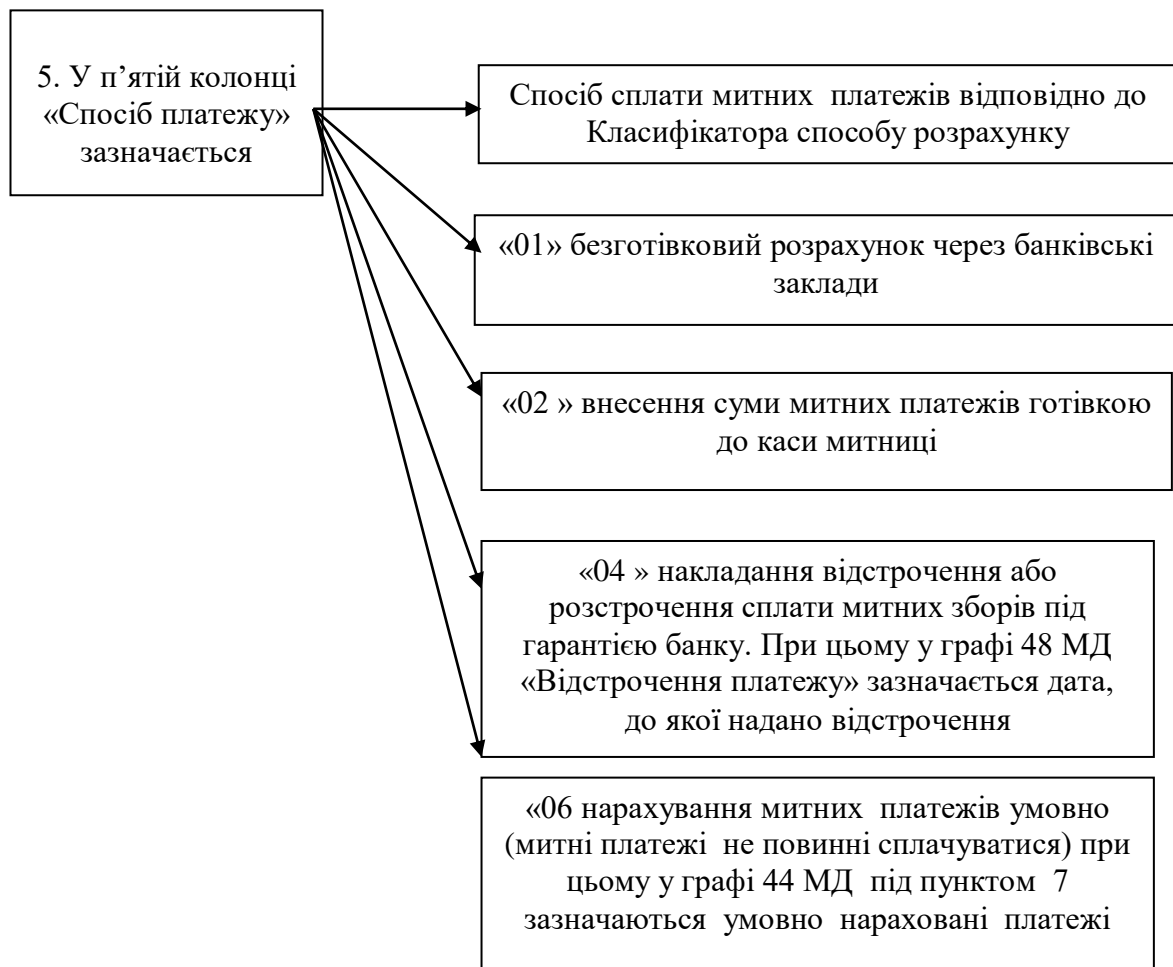 5. У п’ятій колонці
«Спосіб платежу»
зазначається
Спосіб сплати митних платежів відповідно до
Класифікатора способу розрахунку
«01» безготівковий розрахунок через банківські
заклади
«02 » внесення суми митних платежів готівкою
до каси митниці
«04 » накладання відстрочення або
розстрочення сплати митних зборів під
гарантією банку. При цьому у графі 48 МД
«Відстрочення платежу» зазначається дата,
до якої надано відстрочення
«06 нарахування митних платежів умовно
(митні платежі не повинні сплачуватися) при
цьому у графі 44 МД під пунктом 7
зазначаються умовно нараховані платежі